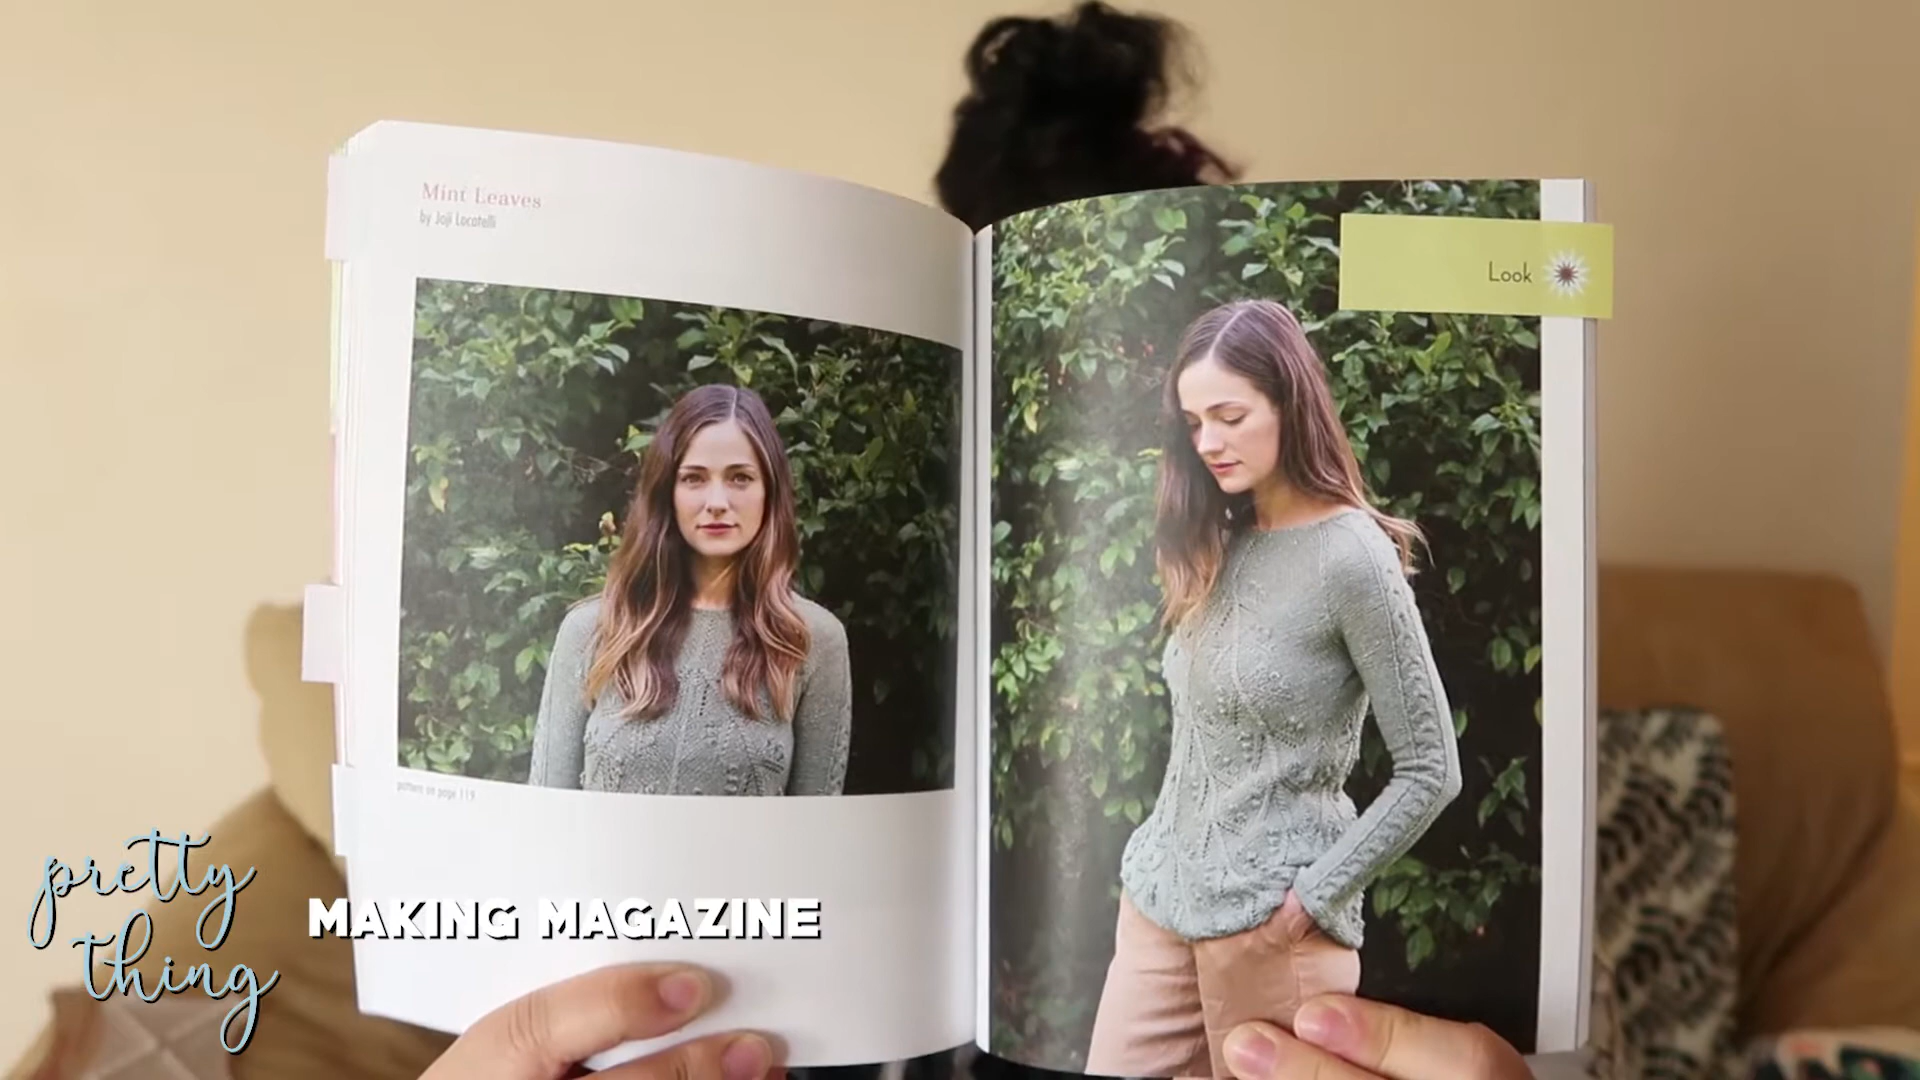 Mint Leaves
by Joji Locatelli
Look
pattern on page 119
pretty
thing
MAKING MAGAZINE